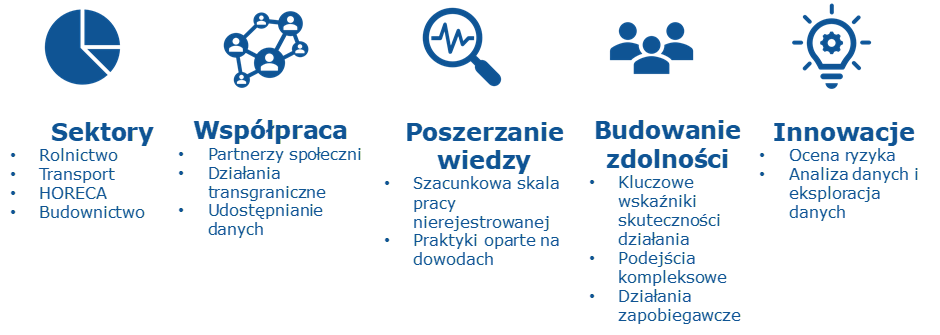 Sektory
• Rolnictwo
• Transport
• HORECA
• Budownictwo
Współpraca
• Partnerzy społeczni
• Działania
transgraniczne
• Udostępnianie
danych
Poszerzanie
wiedzy
• Szacunkowa skala
pracy
nierejestrowanej
• Praktyki oparte na
dowodach
Budowanie
zdolności
• Kluczowe
wskaźniki
skuteczności
działania
• Podejścia
kompleksowe
• Działania
zapobiegawcze
Innowacje
• Ocena ryzyka
• Analiza danych i
eksploracja
danych